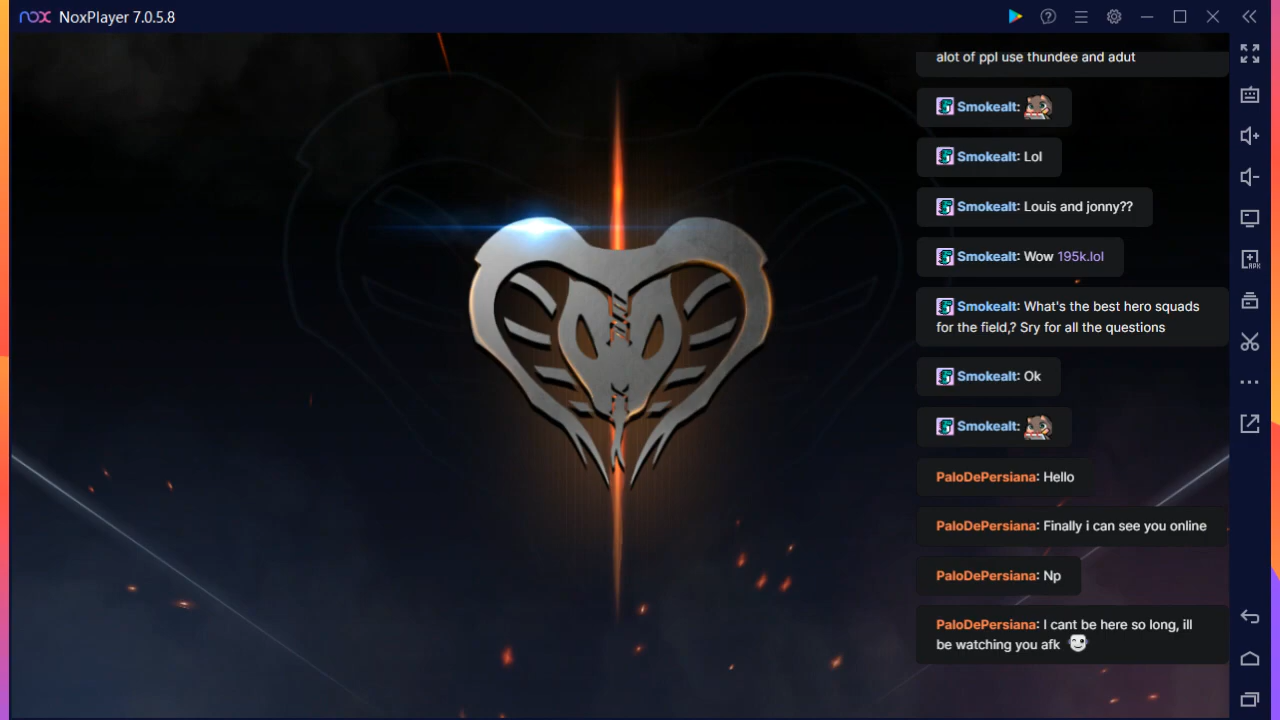 nox NoxPlayer 7.0.5.8
alot of ppl use thundee and adut
Smokealt:
Smokealt: Lol
Smokealt: Louis and jonny??
Smokealt: Wow 195k.lol
Smokealt: What's the best hero squads
for the field,? Sry for all the questions
Smokealt: Ok
Smokealt:
PaloDePersiana: Hello
PaloDePersiana: Finally i can see you online
PaloDePersiana: Np
PaloDePersiana: I cant be here so long, ill
be watching you afk